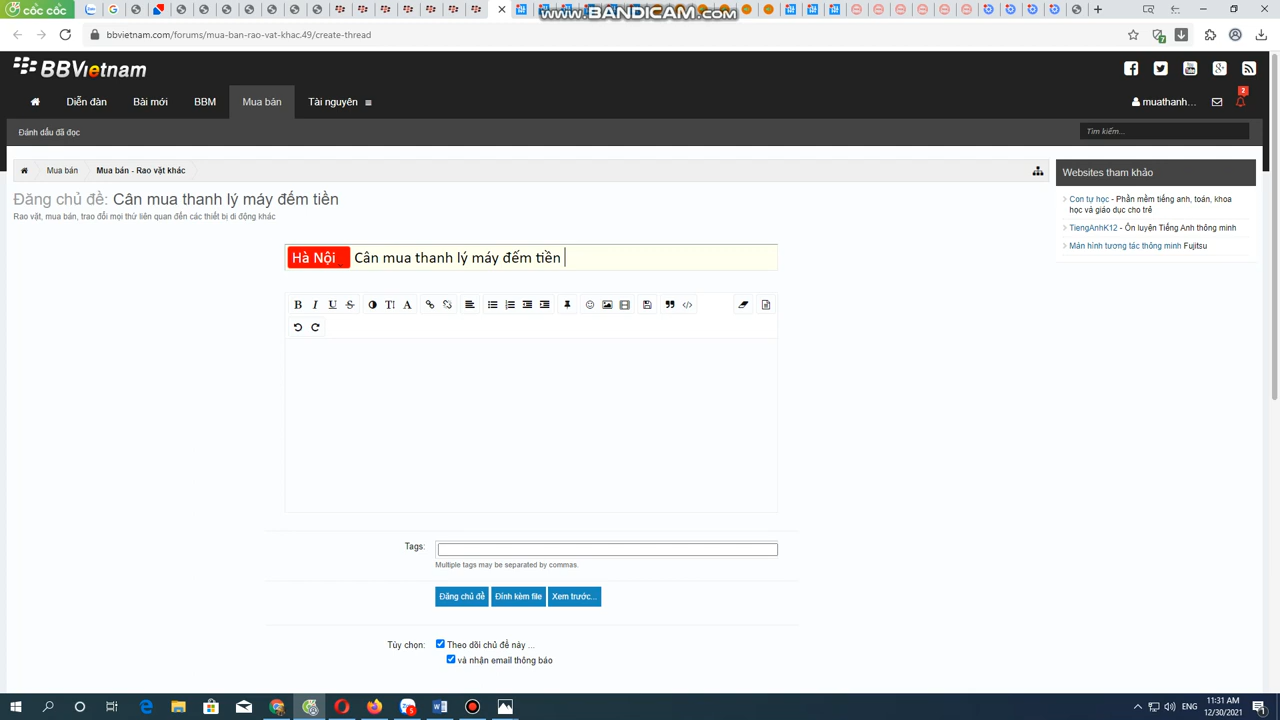 cốc cốc
www.BANDICAM.com
bbvietnam.com/forums/mua-ban-rao-vat-khac.49/create-thread
7
BBVietnam
Diễn đàn
Bài mới
BBM
Mua bán
Tài nguyên
muathanh...
2
Đánh dấu đã đọc
Tìm kiếm...
Mua bán
Mua bán - Rao vặt khác
Websites tham khảo
Đăng chủ đề: Cân mua thanh lý máy đếm tiền
Rao vặt, mua bán, trao đổi mọi thứ liên quan đến các thiết bị di động khác
Con tự học - Phần mềm tiếng anh, toán, khoa
học và giáo dục cho trẻ
TiengAnhK12 - Ôn luyện Tiếng Anh thông minh
Màn hình tương tác thông minh Fujitsu
Hà Nội
Cân mua thanh lý máy đếm tiền
Tags:
Multiple tags may be separated by commas.
Đăng chủ đề
Đính kèm file
Xem trước...
Tùy chọn:
Theo dõi chủ đề này ...
và nhận email thông báo
5
ENG
11:31 AM
12/30/2021
1